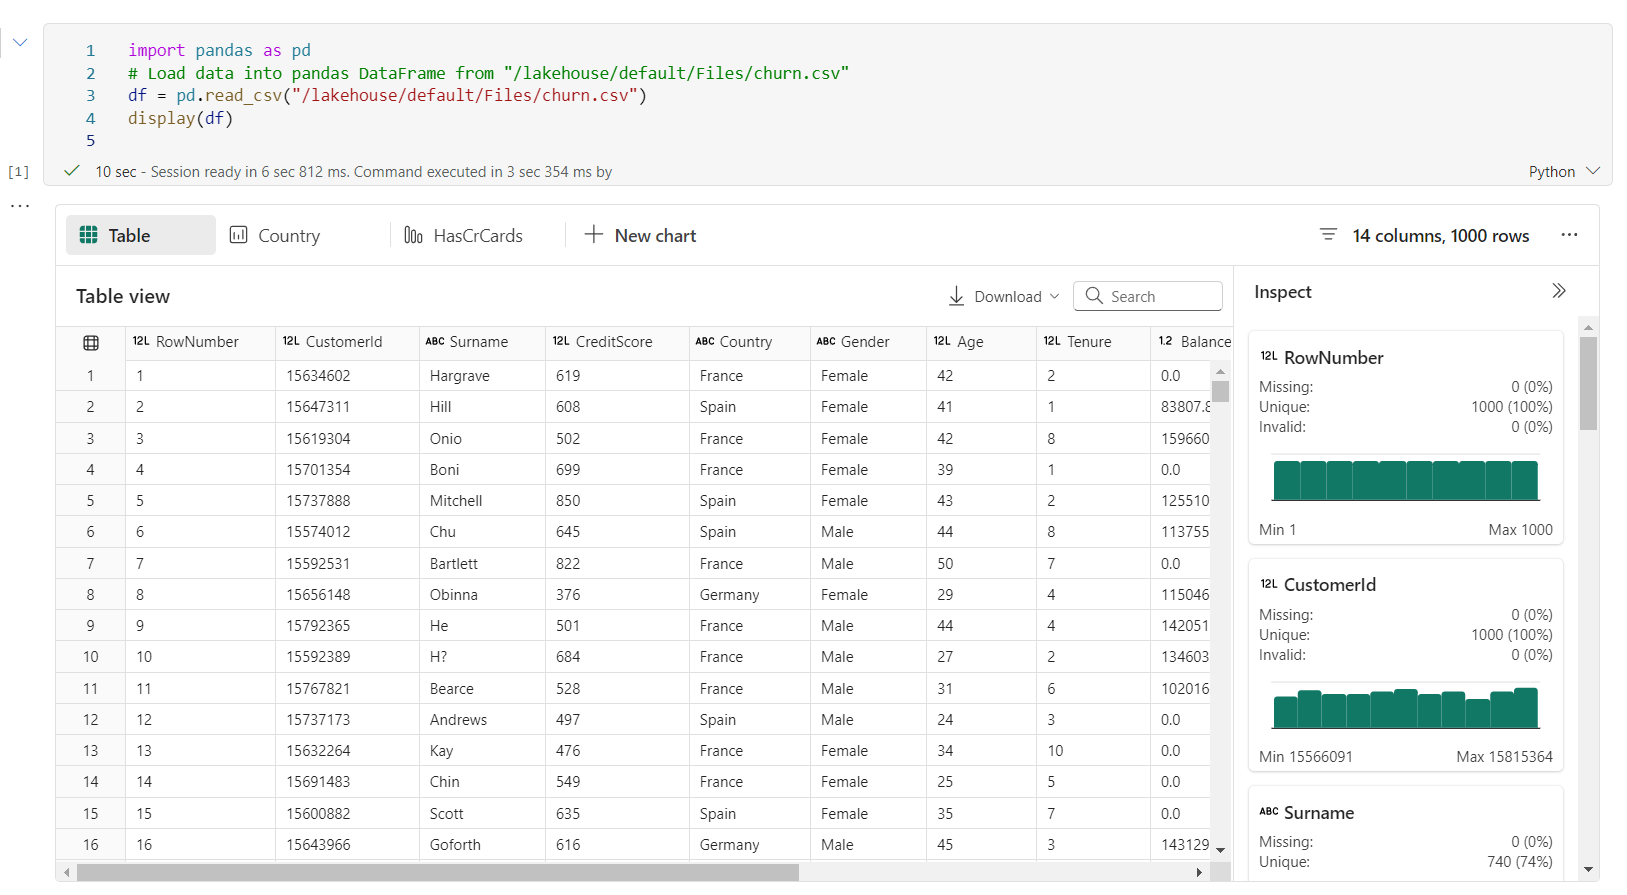 1 import pandas as pd
2 # Load data into pandas DataFrame from "/lakehouse/default/Files/churn.csv"
3 df = pd.read_csv("/lakehouse/default/Files/churn.csv")
4 display(df)
5
[1] 10 sec - Session ready in 6 sec 812 ms. Command executed in 3 sec 354 ms by Python
...
Table Country HasCrCards New chart 14 columns, 1000 rows ...
Table view Download Search
12L RowNumber 12L CustomerId ABC Surname 12L CreditScore ABC Country ABC Gender 12L Age 12L Tenure 1.2 Balance
1 1 15634602 Hargrave 619 France Female 42 2 0.0
2 2 15647311 Hill 608 Spain Female 41 1 83807.8
3 3 15619304 Onio 502 France Female 42 8 159660
4 4 15701354 Boni 699 France Female 39 1 0.0
5 5 15737888 Mitchell 850 Spain Female 43 2 125510
6 6 15574012 Chu 645 Spain Male 44 8 113755
7 7 15592531 Bartlett 822 France Male 50 7 0.0
8 8 15656148 Obinna 376 Germany Female 29 4 115046
9 9 15792365 He 501 France Male 44 4 142051
10 10 15592389 H? 684 France Male 27 2 134603
11 11 15767821 Bearce 528 France Male 31 6 102016
12 12 15737173 Andrews 497 Spain Male 24 3 0.0
13 13 15632264 Kay 476 France Female 34 10 0.0
14 14 15691483 Chin 549 France Female 25 5 0.0
15 15 15600882 Scott 635 Spain Female 35 7 0.0
16 16 15643966 Goforth 616 Germany Male 45 3 143129
Inspect
12L RowNumber
Missing: 0 (0%)
Unique: 1000 (100%)
Invalid: 0 (0%)
Min 1 Max 1000
12L CustomerId
Missing: 0 (0%)
Unique: 1000 (100%)
Invalid: 0 (0%)
Min 15566091 Max 15815364
ABC Surname
Missing: 0 (0%)
Unique: 740 (74%)